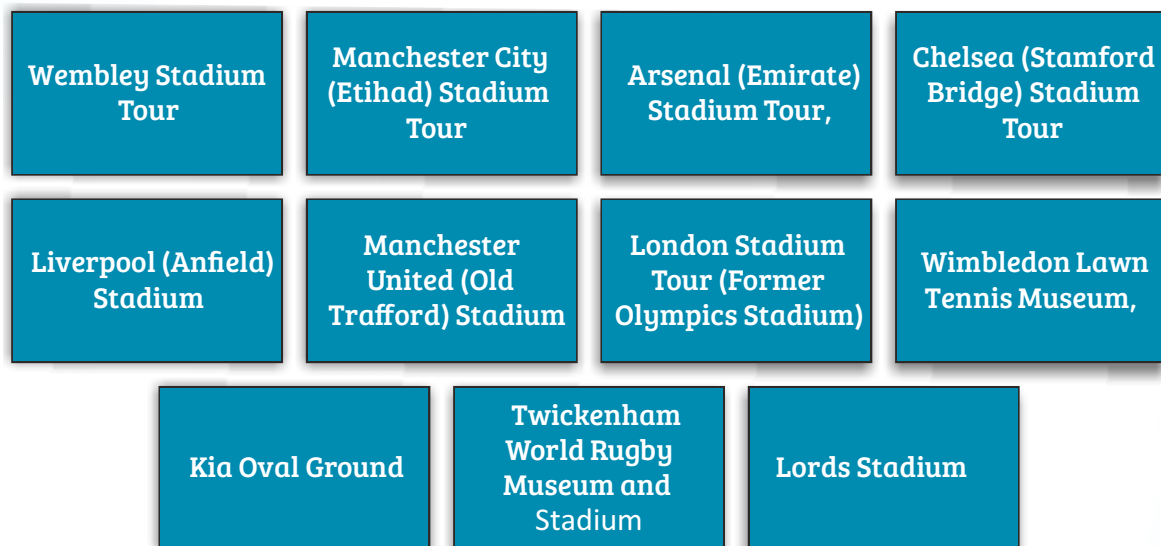 Wembley Stadium
Tour
Manchester City
(Etihad) Stadium
Tour
Arsenal (Emirate)
Stadium Tour,
Chelsea (Stamford
Bridge) Stadium
Tour
Liverpool (Anfield)
Stadium
Manchester
United (Old
Trafford) Stadium
London Stadium
Tour (Former
Olympics Stadium)
Wimbledon Lawn
Tennis Museum,
Kia Oval Ground
Twickenham
World Rugby
Museum and
Stadium
Lords Stadium